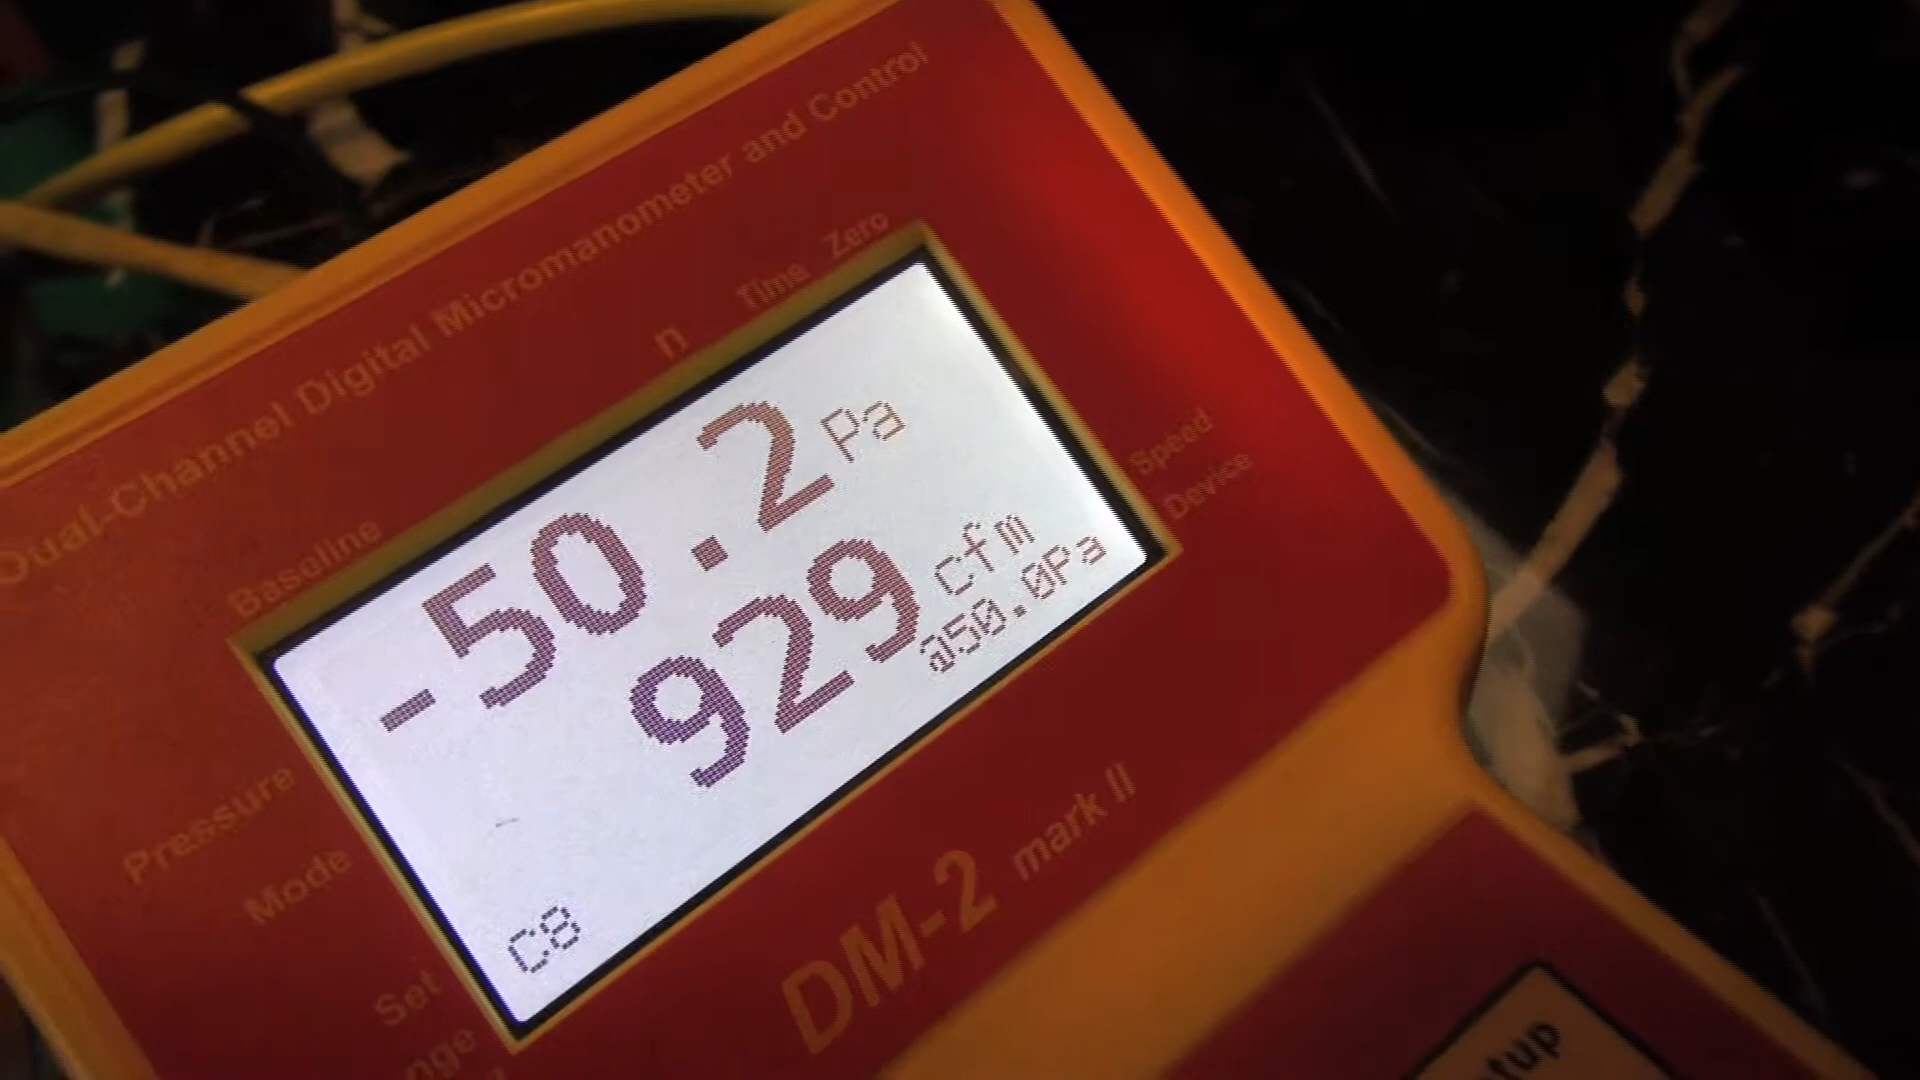 Dual-Channel Digital Micromanometer and Control
Baseline n Time Zero
-50.2 Pa
929 cfm
@50.0Pa
C8
Speed
Device
Pressure
Mode
Set
DM-2 mark II